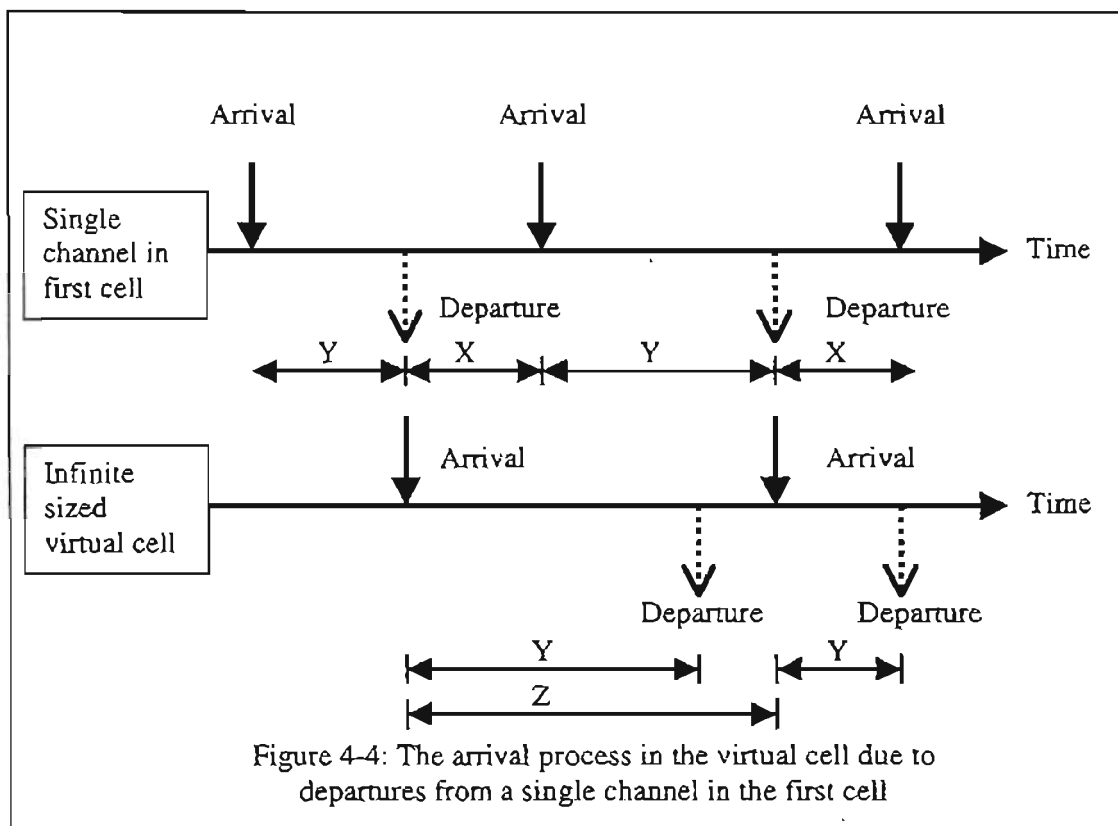 Arrival Arrival Arrival
Single
channel in
first cell
Time
Departure Departure
Y X Y X
Arrival Arrival
Infinite
sized
virtual cell
Time
Departure Departure
Y Y
Z
Figure 4-4: The arrival process in the virtual cell due to
departures from a single channel in the first cell